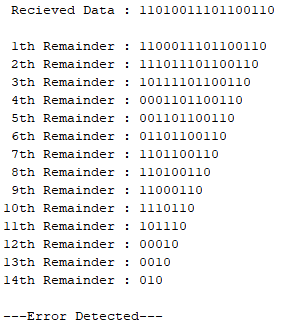 Recieved Data : 11010011101100110
1th Remainder : 1100011101100110
2th Remainder : 111011101100110
3th Remainder : 10111101100110
4th Remainder : 0001101100110
5th Remainder : 001101100110
6th Remainder : 01101100110
7th Remainder : 1101100110
8th Remainder : 110100110
9th Remainder : 11000110
10th Remainder : 1110110
11th Remainder : 101110
12th Remainder : 00010
13th Remainder : 0010
14th Remainder : 010
---Error Detected---